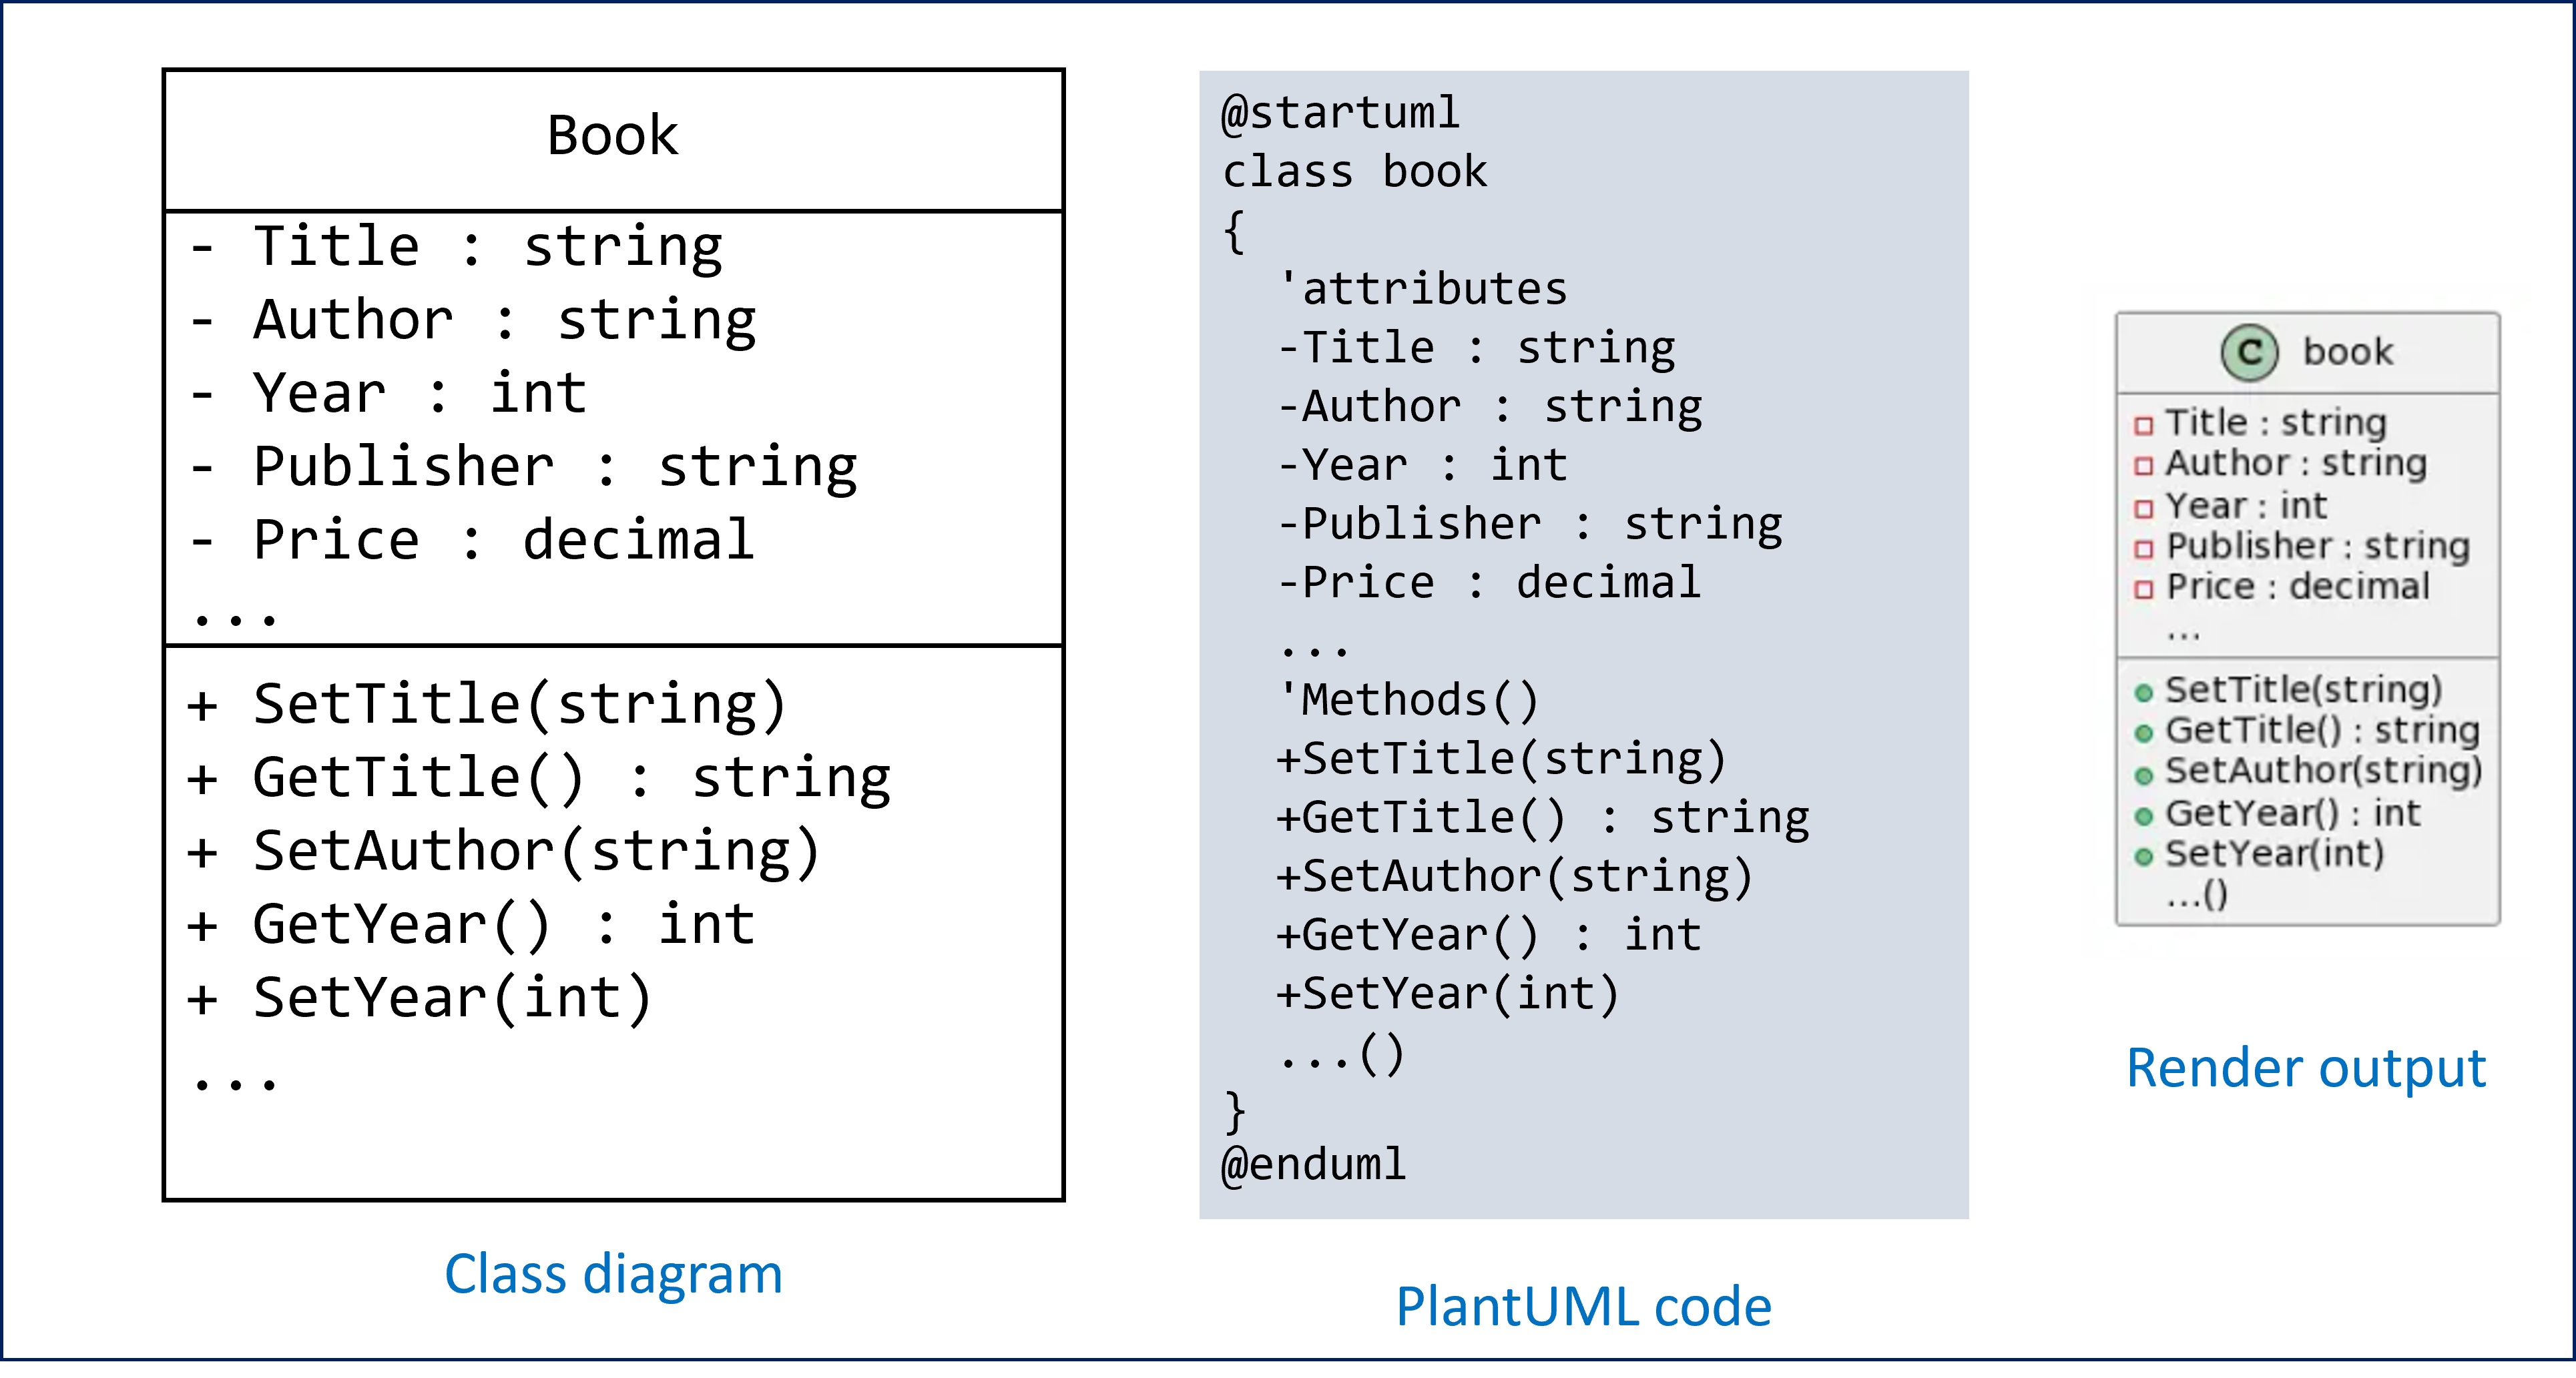 Book
- Title : string
- Author : string
- Year : int
- Publisher : string
- Price : decimal
...
+ SetTitle(string)
+ GetTitle() : string
+ SetAuthor(string)
+ GetYear() : int
+ SetYear(int)
...
Class diagram
@startuml
class book
{
'attributes
-Title : string
-Author : string
-Year : int
-Publisher : string
-Price : decimal
...
'Methods()
+SetTitle(string)
+GetTitle() : string
+SetAuthor(string)
+GetYear() : int
+SetYear(int)
...()
}
@enduml
PlantUML code
C book
Title : string
Author : string
Year : int
Publisher : string
Price : decimal
...
SetTitle(string)
GetTitle() : string
SetAuthor(string)
GetYear() : int
SetYear(int)
...()
Render output